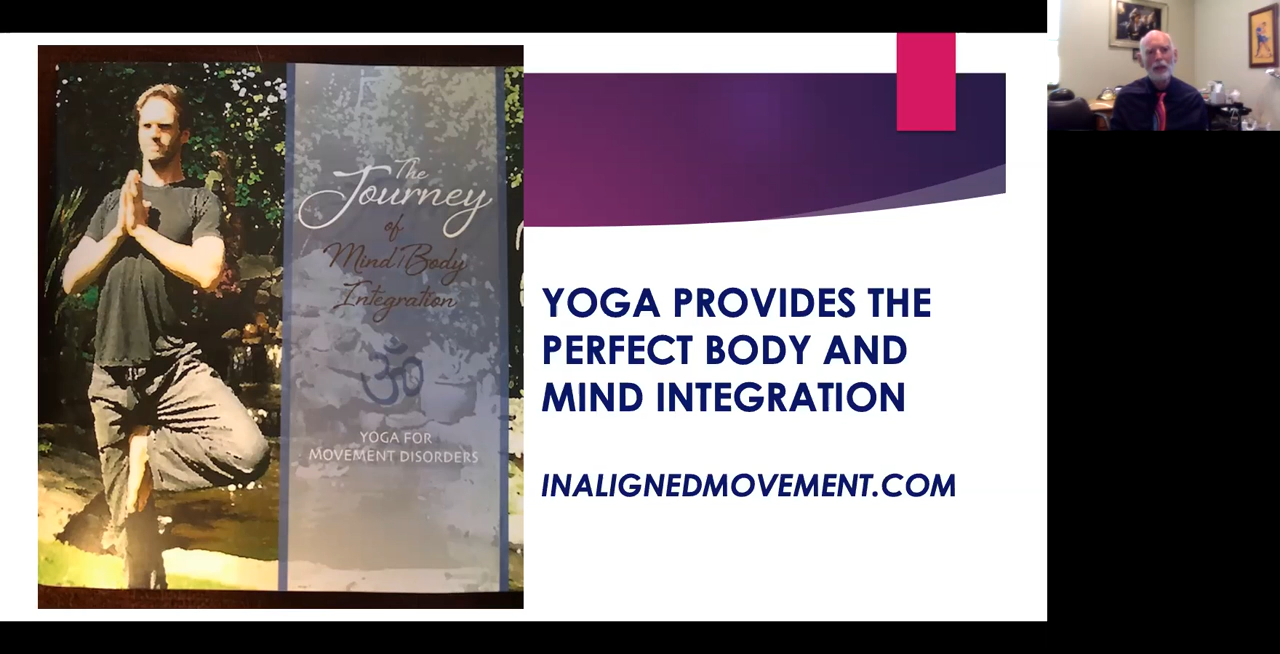 The
Journey
of
Mind/Body
Integration
ॐ
YOGA FOR
MOVEMENT DISORDERS
YOGA PROVIDES THE
PERFECT BODY AND
MIND INTEGRATION
INALIGNEDMOVEMENT.COM